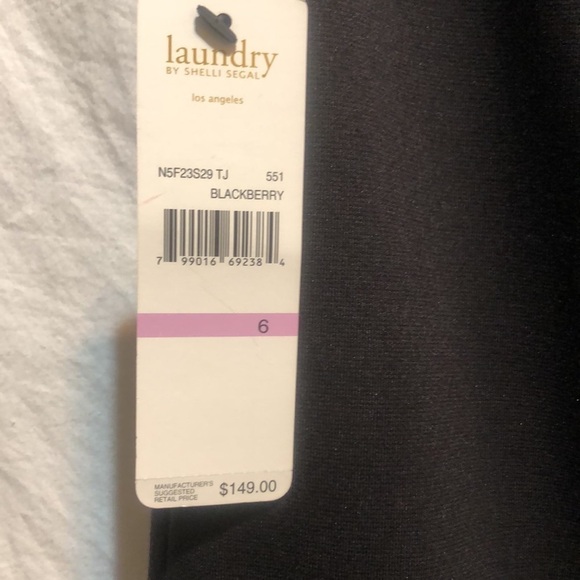 laundry
BY SHELLI SEGAL
los angeles
N5F23S29 TJ 551
BLACKBERRY
7 99016 69238 4
6
MANUFACTURER'S
SUGGESTED
RETAIL PRICE $149.00